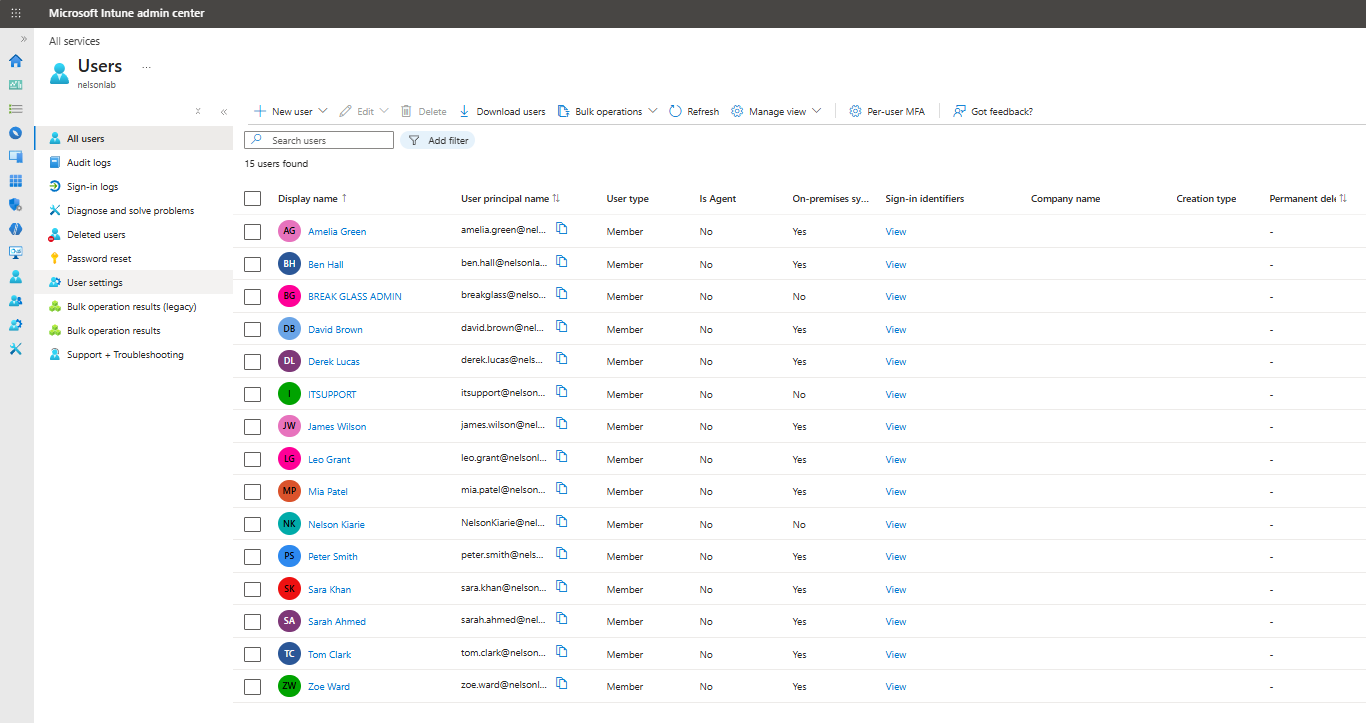 Microsoft Intune admin center
All services
Users ...
nelsonlab
New user Edit Delete Download users Bulk operations Refresh Manage view Per-user MFA Got feedback?
All users
Audit logs
Sign-in logs
Diagnose and solve problems
Deleted users
Password reset
User settings
Bulk operation results (legacy)
Bulk operation results
Support + Troubleshooting
Search users Add filter
15 users found
Display name ↑ User principal name ↑↓ User type Is Agent On-premises sy... Sign-in identifiers Company name Creation type Permanent dele ↑↓
AG Amelia Green amelia.green@nel... Member No Yes View -
BH Ben Hall ben.hall@nelsonla... Member No Yes View -
BG BREAK GLASS ADMIN breakglass@nelso... Member No No View -
DB David Brown david.brown@nel... Member No Yes View -
DL Derek Lucas derek.lucas@nels... Member No Yes View -
I ITSUPPORT itsupport@nelson... Member No No View -
JW James Wilson james.wilson@nel... Member No Yes View -
LG Leo Grant leo.grant@nelsonl... Member No Yes View -
MP Mia Patel mia.patel@nelson... Member No Yes View -
NK Nelson Kiarie NelsonKiarie@nel... Member No No View -
PS Peter Smith peter.smith@nels... Member No Yes View -
SK Sara Khan sara.khan@nelson... Member No Yes View -
SA Sarah Ahmed sarah.ahmed@nel... Member No Yes View -
TC Tom Clark tom.clark@nelson... Member No Yes View -
ZW Zoe Ward zoe.ward@nelsonl... Member No Yes View -